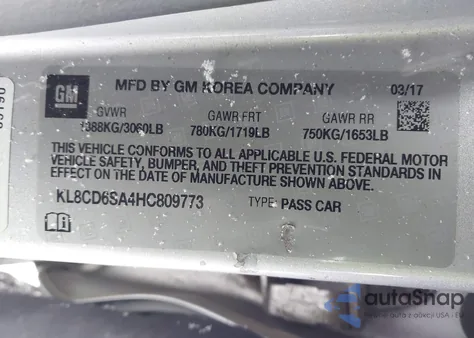 MFD BY GM KOREA COMPANY 03/17
GM
GVWR GAWR FRT GAWR RR
1388KG/3060LB 780KG/1719LB 750KG/1653LB
THIS VEHICLE CONFORMS TO ALL APPLICABLE U.S. FEDERAL MOTOR
VEHICLE SAFETY, BUMPER, AND THEFT PREVENTION STANDARDS IN
EFFECT ON THE DATE OF MANUFACTURE SHOWN ABOVE.
KL8CD6SA4HC809773 TYPE: PASS CAR
autoSnap